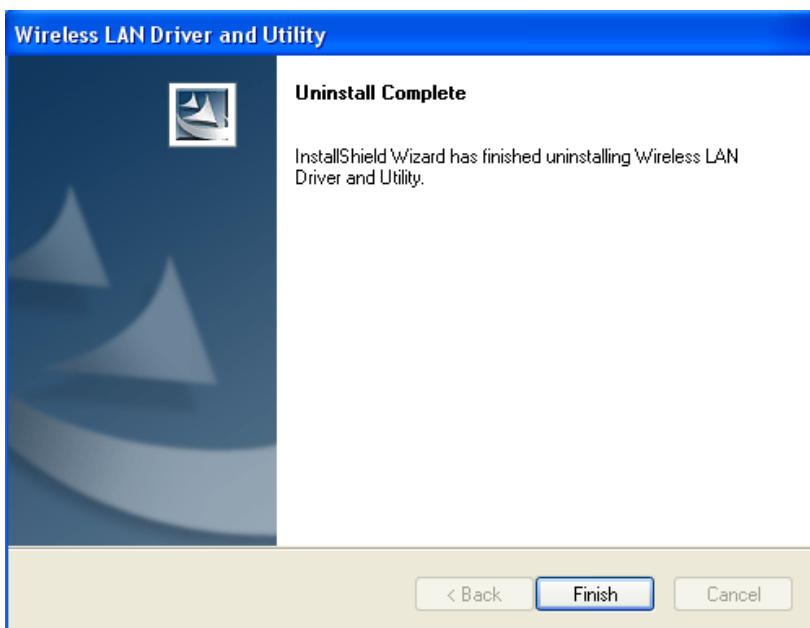 Wireless LAN Driver and Utility
Uninstall Complete
InstallShield Wizard has finished uninstalling Wireless LAN
Driver and Utility.
< Back Finish Cancel